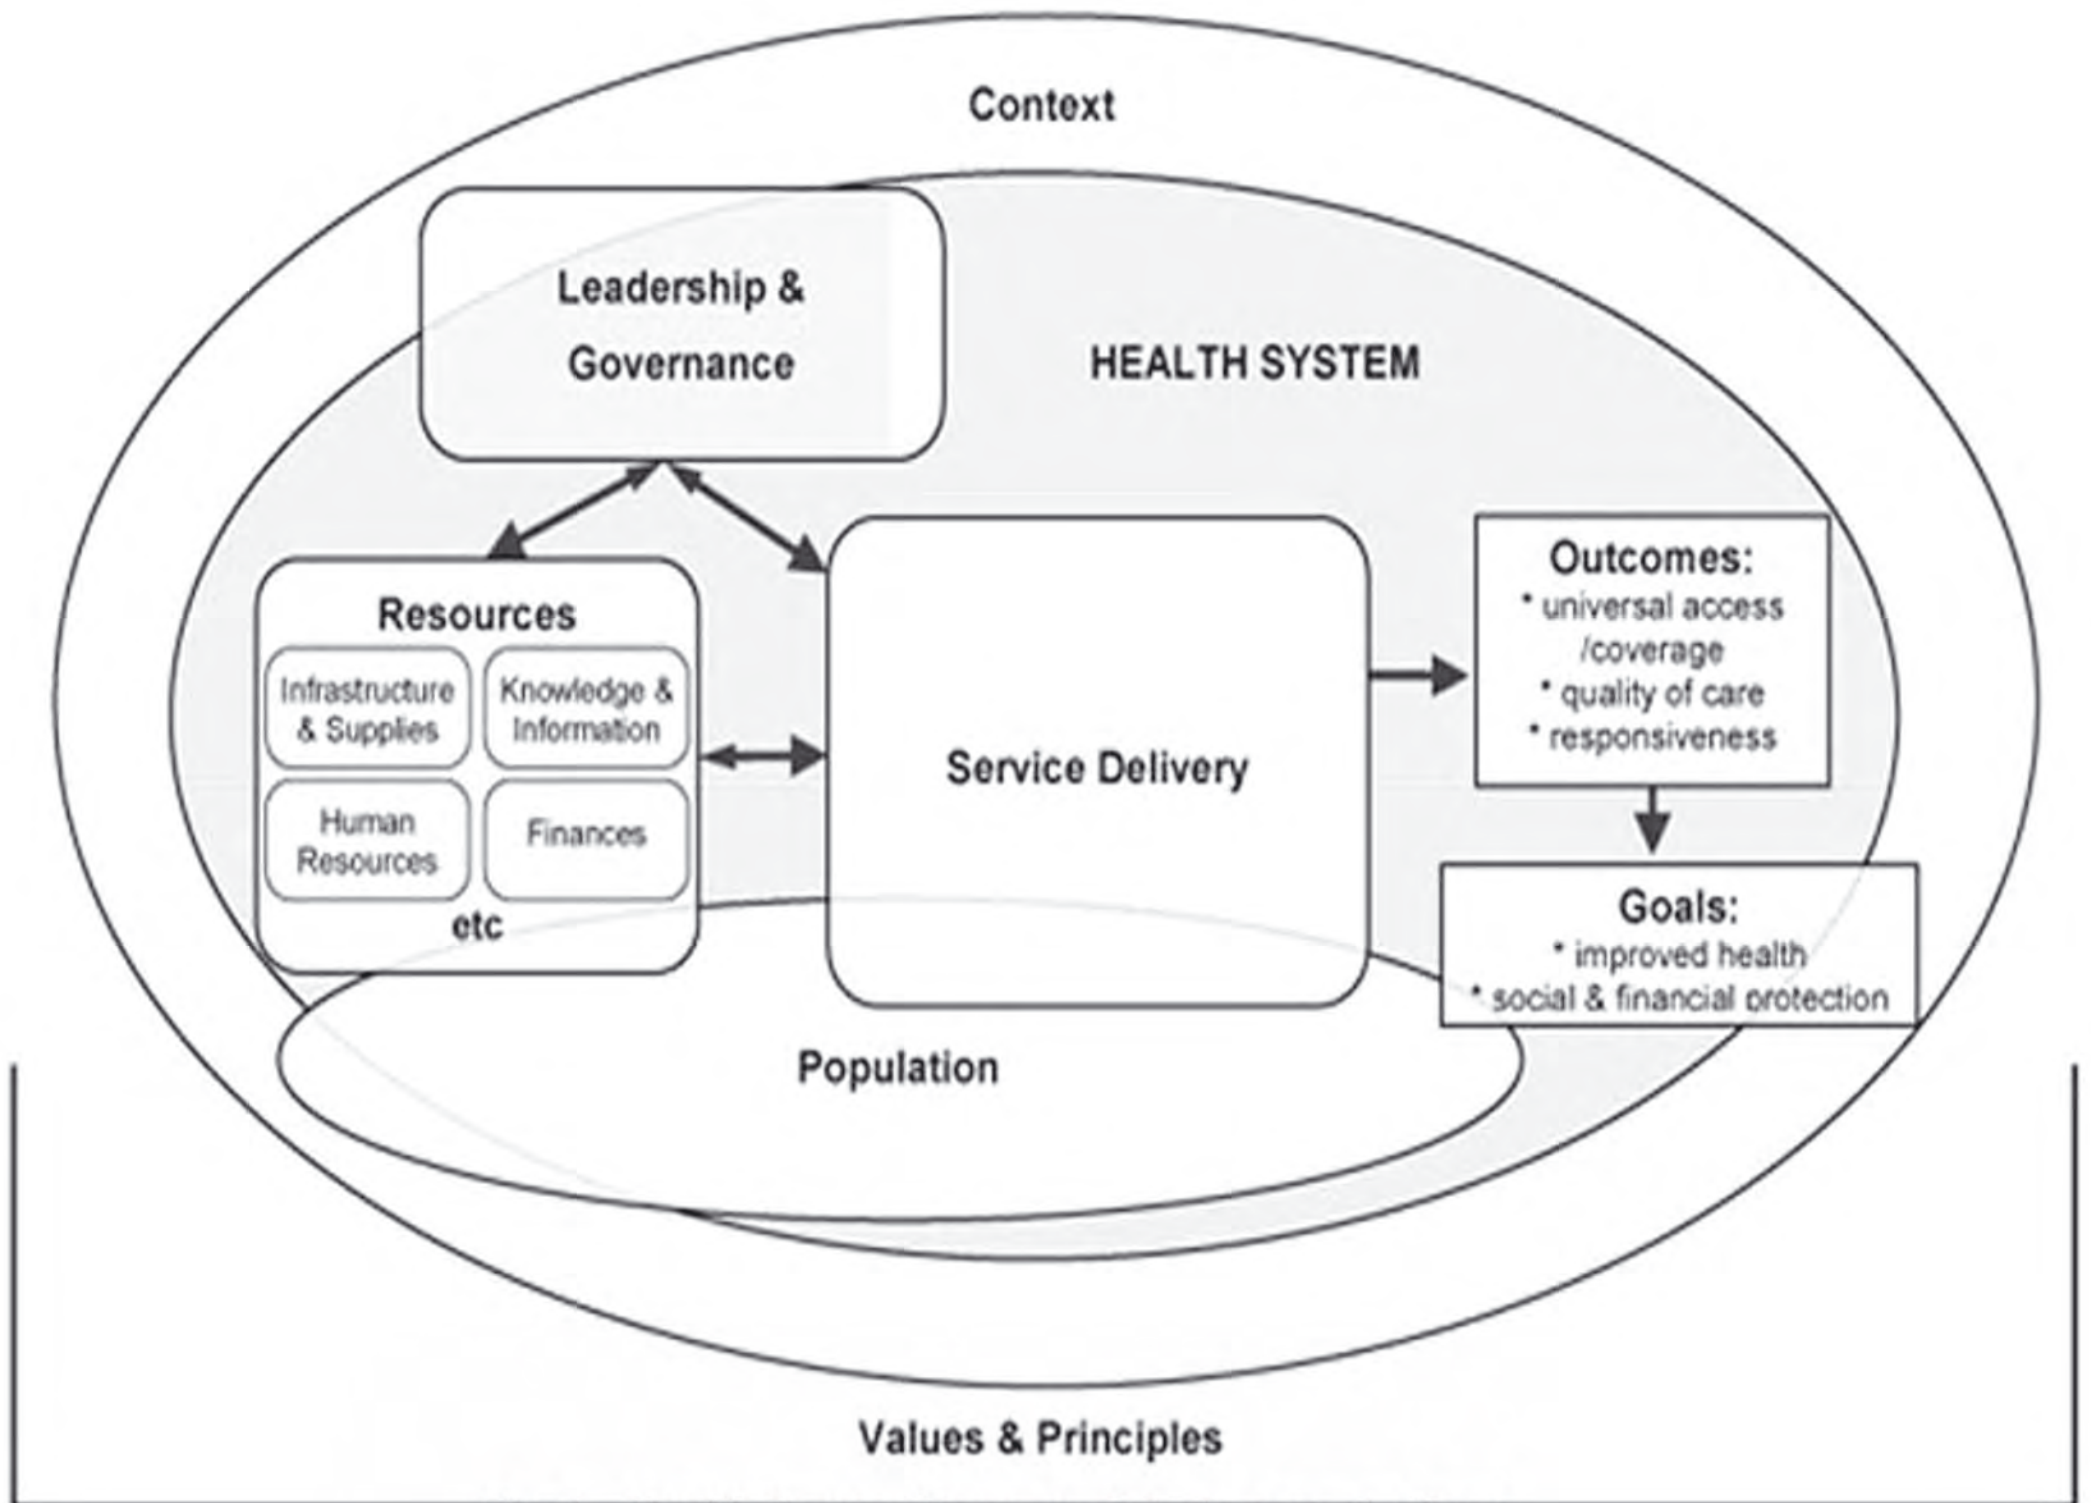 Context
Leadership &
Governance
HEALTH SYSTEM
Resources
Infrastructure
& Supplies
Knowledge &
Information
Human
Resources
Finances
etc
Service Delivery
Outcomes:
* universal access
/coverage
* quality of care
* responsiveness
Goals:
* improved health
* social & financial protection
Population
Values & Principles